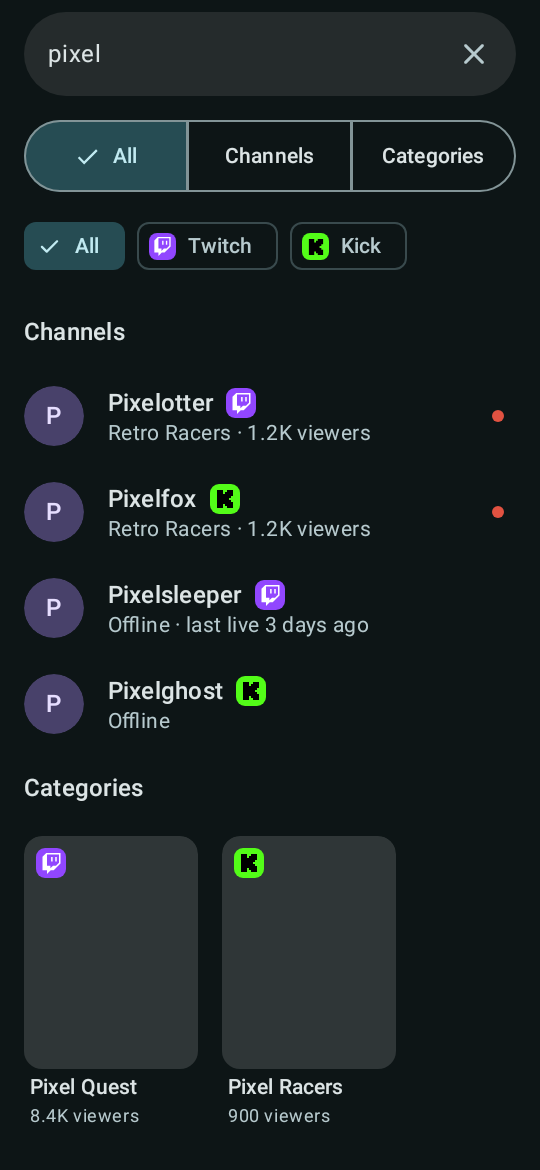 pixel
All
Channels
Categories
All
Twitch
Kick
Channels
P
Pixelotter
Retro Racers · 1.2K viewers
P
Pixelfox
Retro Racers · 1.2K viewers
P
Pixelsleeper
Offline · last live 3 days ago
P
Pixelghost
Offline
Categories
Pixel Quest
8.4K viewers
Pixel Racers
900 viewers